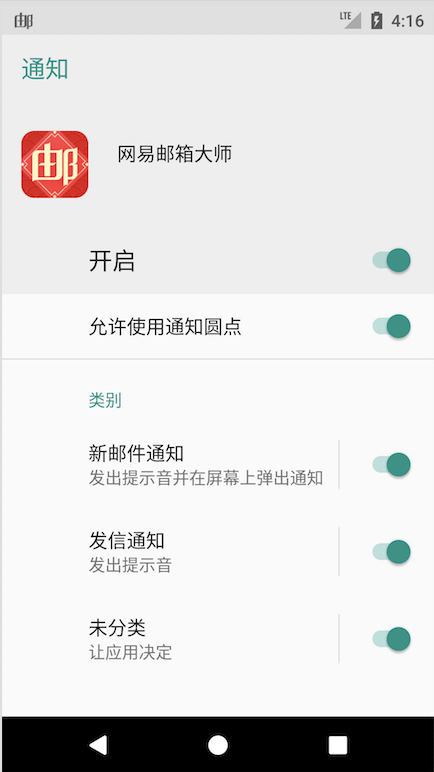 邮
LTE
4:16
通知
邮
网易邮箱大师
开启
允许使用通知圆点
类别
新邮件通知
发出提示音并在屏幕上弹出通知
发信通知
发出提示音
未分类
让应用决定